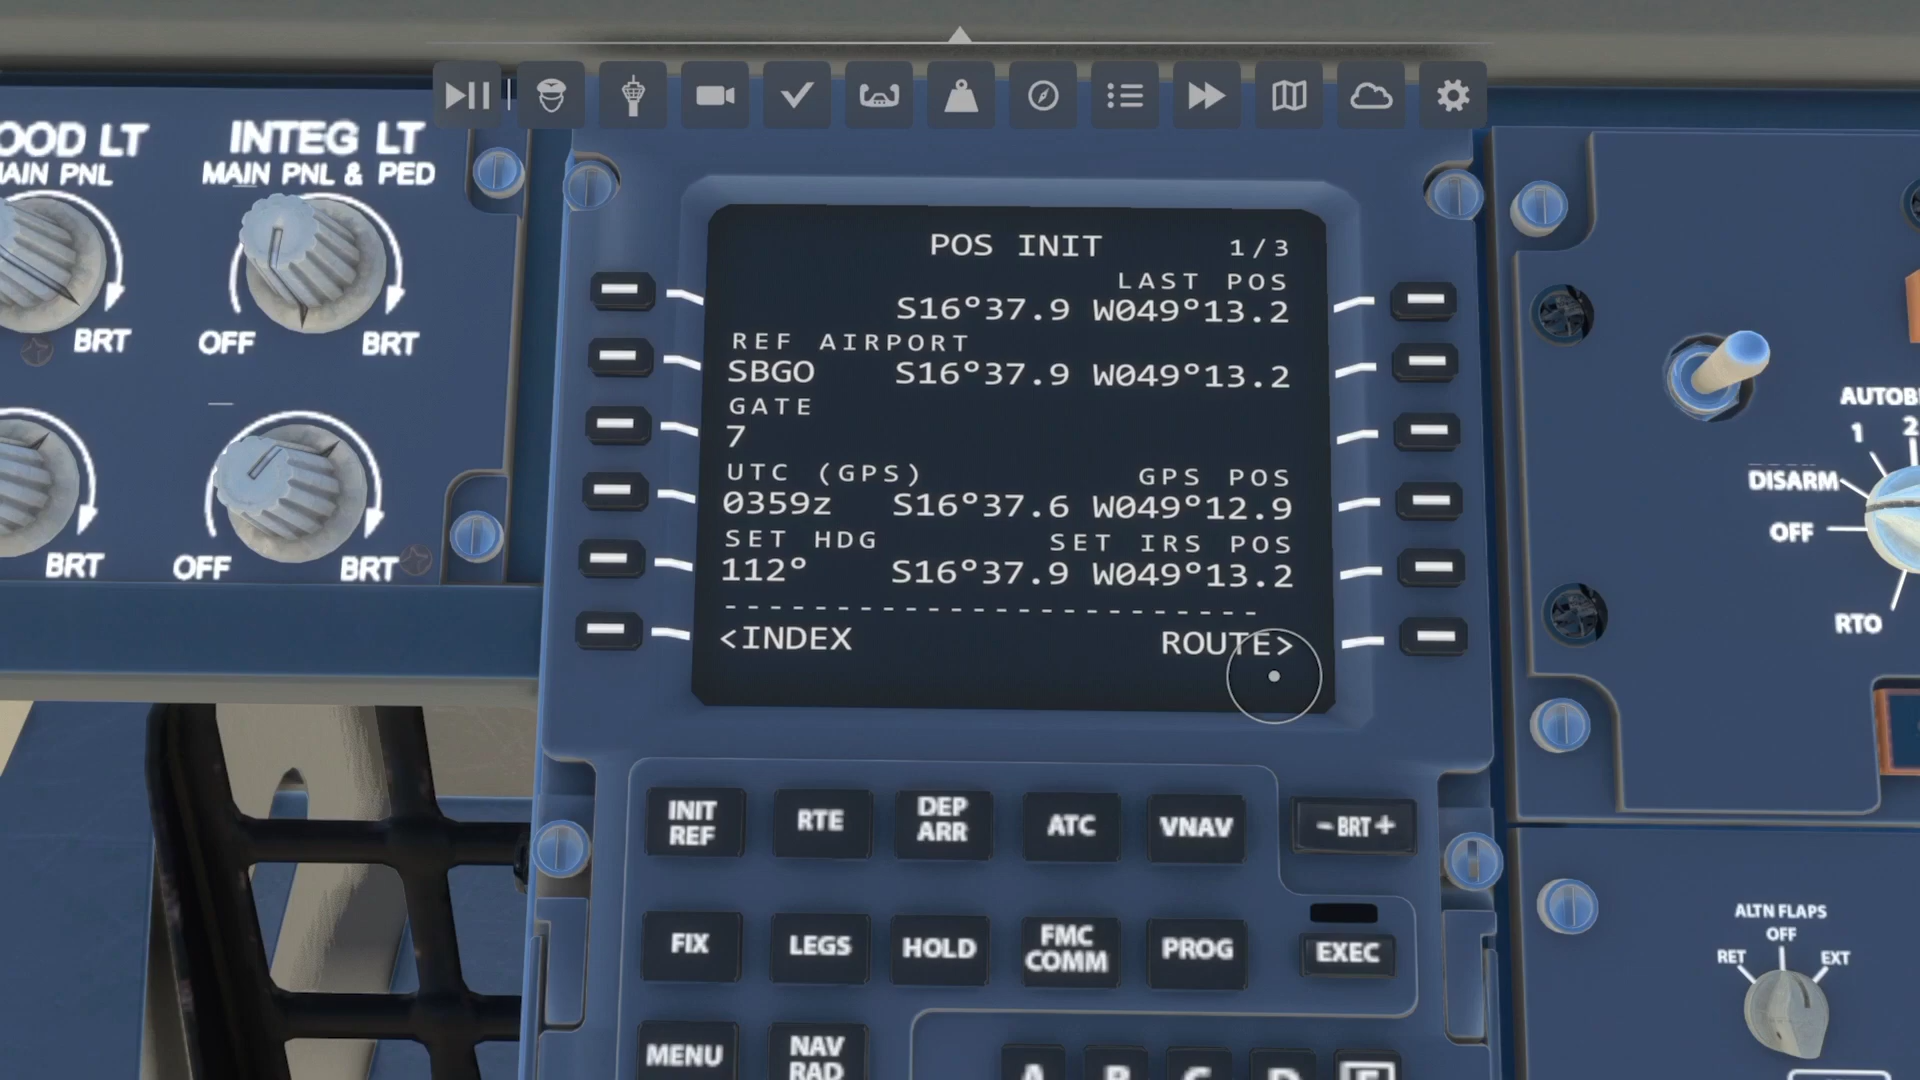 OOD LT
AIN PNL
BRT
BRT
INTEG LT
MAIN PNL & PED
OFF
BRT
OFF
BRT
POS INIT 1/3
LAST POS
S16°37.9 W049°13.2
REF AIRPORT
SBGO S16°37.9 W049°13.2
GATE
7
UTC (GPS) GPS POS
0359z S16°37.6 W049°12.9
SET HDG SET IRS POS
112° S16°37.9 W049°13.2
------------------------
<INDEX ROUTE>
INIT REF
RTE
DEP ARR
ATC
VNAV
- BRT +
FIX
LEGS
HOLD
FMC COMM
PROG
EXEC
MENU
NAV RAD
A B C D E
AUTOB
1 2
DISARM
OFF
RTO
ALTN FLAPS
OFF
RET EXT